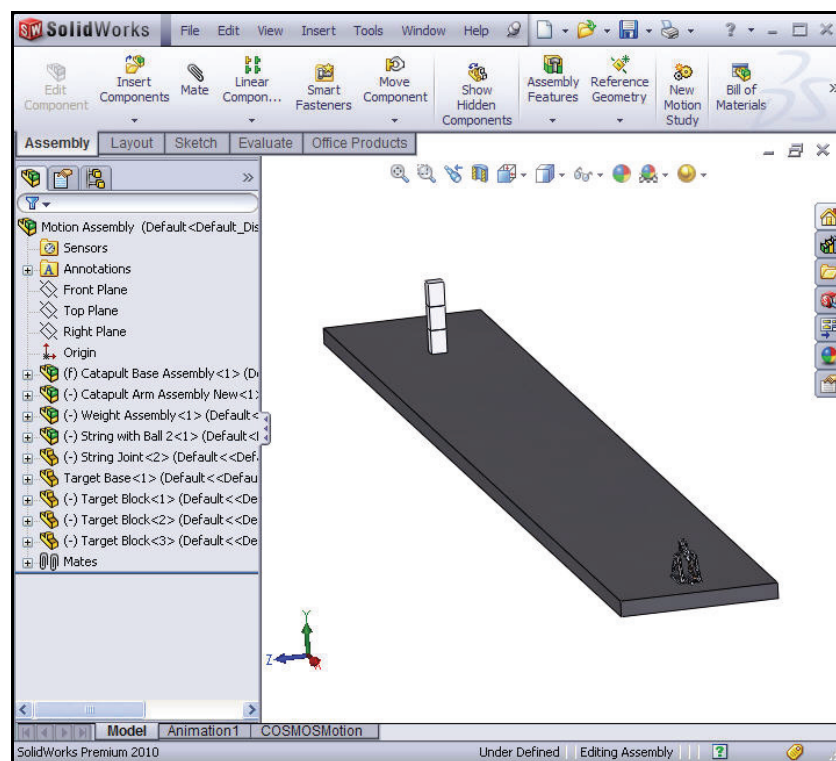 SolidWorks File Edit View Insert Tools Window Help ?
Edit Component
Insert Components
Mate
Linear Compon...
Smart Fasteners
Move Component
Show Hidden Components
Assembly Features
Reference Geometry
New Motion Study
Bill of Materials
»
Assembly Layout Sketch Evaluate Office Products
»
Motion Assembly (Default<Default_Dis
Sensors
A Annotations
Front Plane
Top Plane
Right Plane
Origin
(f) Catapult Base Assembly<1> (D
(-) Catapult Arm Assembly New<1>
(-) Weight Assembly<1> (Default<
(-) String with Ball 2<1> (Default<
(-) String Joint<2> (Default<<Def
Target Base<1> (Default<<Defau
(-) Target Block<1> (Default<<De
(-) Target Block<2> (Default<<De
(-) Target Block<3> (Default<<De
Mates
Y
Z
X
Model Animation1 COSMOSMotion
SolidWorks Premium 2010 Under Defined Editing Assembly ?